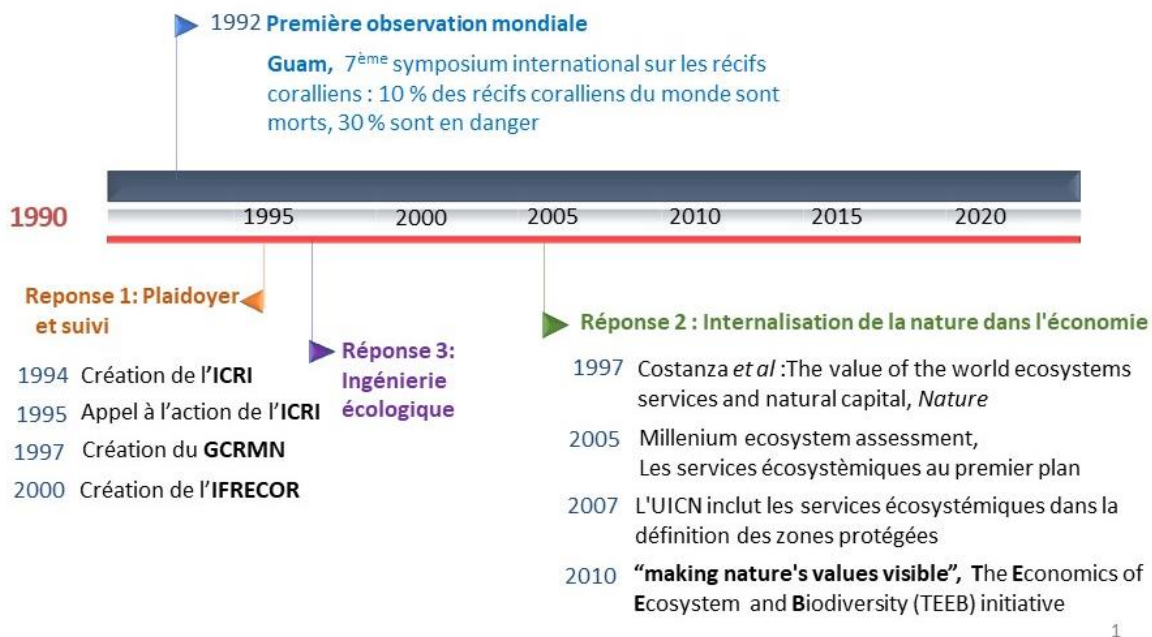 1992 Première observation mondiale
Guam, 7ème symposium international sur les récifs
coralliens : 10 % des récifs coralliens du monde sont
morts, 30 % sont en danger
1990
1995 2000 2005 2010 2015 2020
Reponse 1: Plaidoyer
et suivi
1994 Création de l'ICRI
1995 Appel à l'action de l'ICRI
1997 Création du GCRMN
2000 Création de l'IFRECOR
Réponse 3:
Ingénierie
écologique
Réponse 2 : Internalisation de la nature dans l'économie
1997 Costanza et al :The value of the world ecosystems
services and natural capital, Nature
2005 Millenium ecosystem assessment,
Les services écosystèmiques au premier plan
2007 L'UICN inclut les services écosystémiques dans la
définition des zones protégées
2010 “making nature's values visible”, The Economics of
Ecosystem and Biodiversity (TEEB) initiative
1